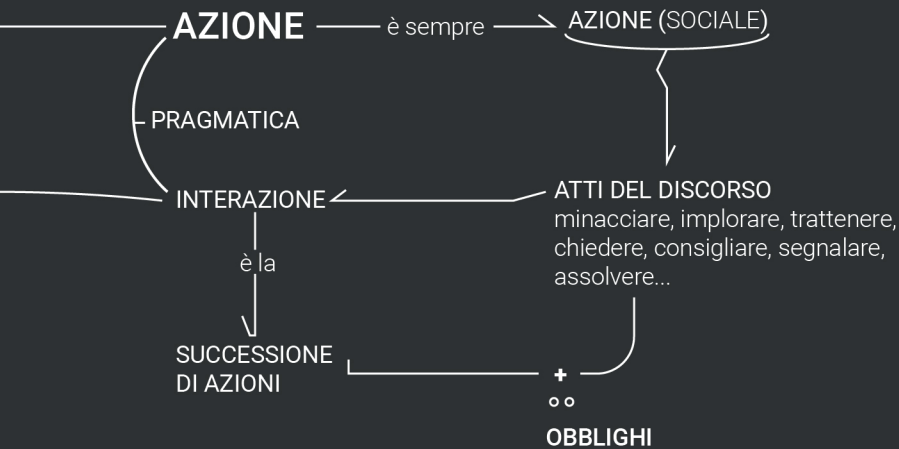 AZIONE
è sempre
AZIONE (SOCIALE)
PRAGMATICA
INTERAZIONE
ATTI DEL DISCORSO
minacciare, implorare, trattenere,
chiedere, consigliare, segnalare,
assolvere...
è la
SUCCESSIONE
DI AZIONI
+
OBBLIGHI